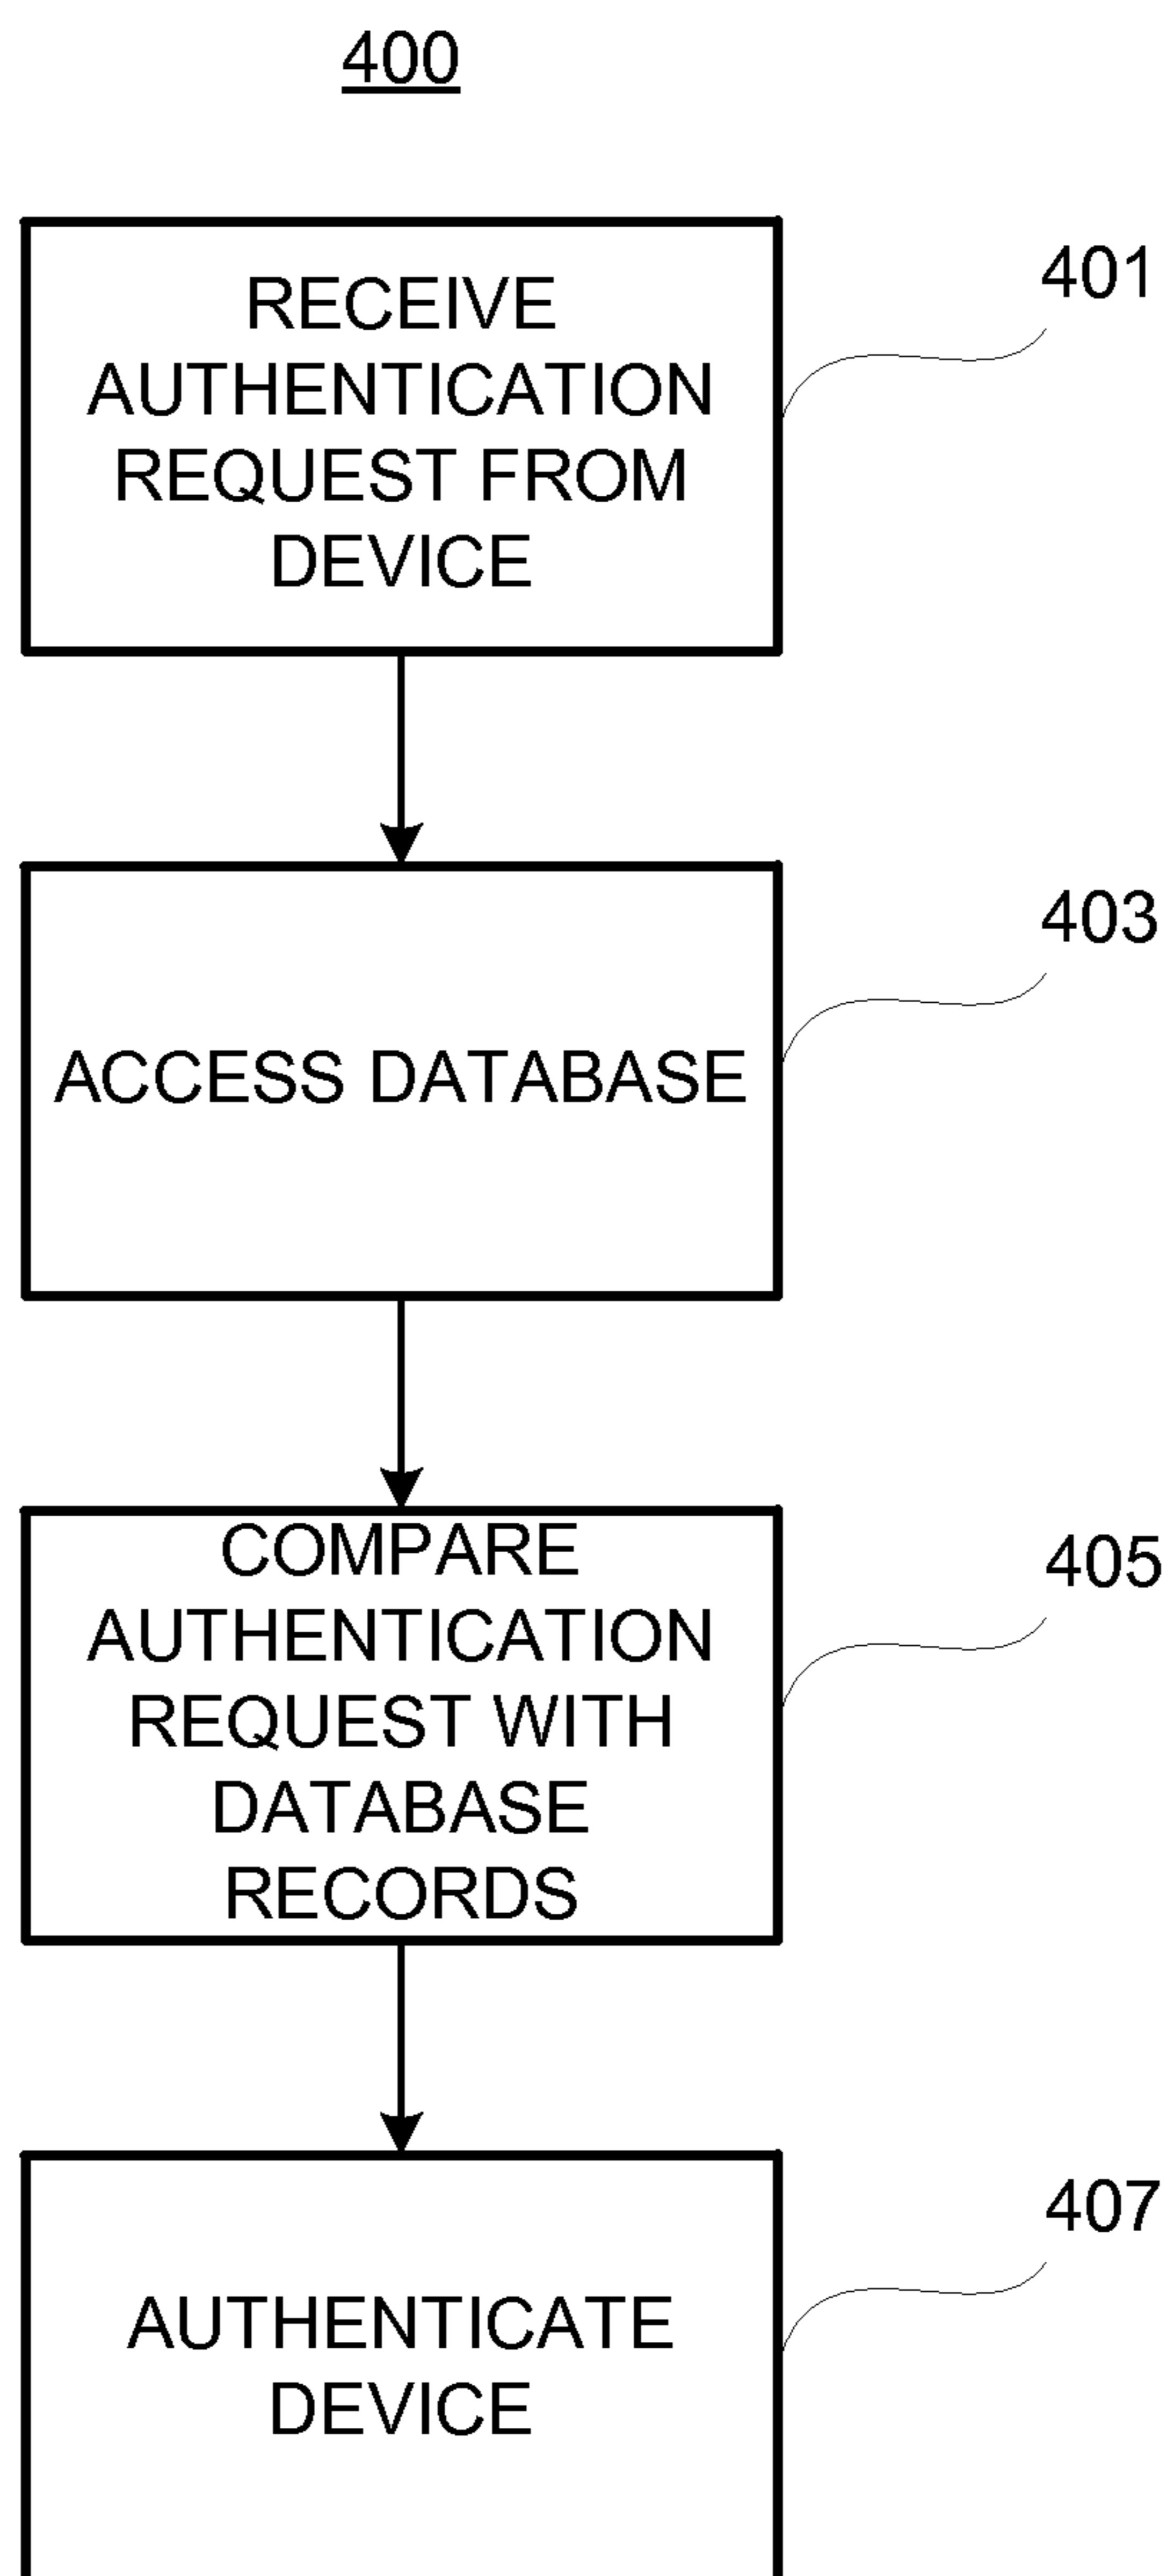 400
RECEIVE
AUTHENTICATION
REQUEST FROM
DEVICE
401
ACCESS DATABASE
403
COMPARE
AUTHENTICATION
REQUEST WITH
DATABASE
RECORDS
405
AUTHENTICATE
DEVICE
407